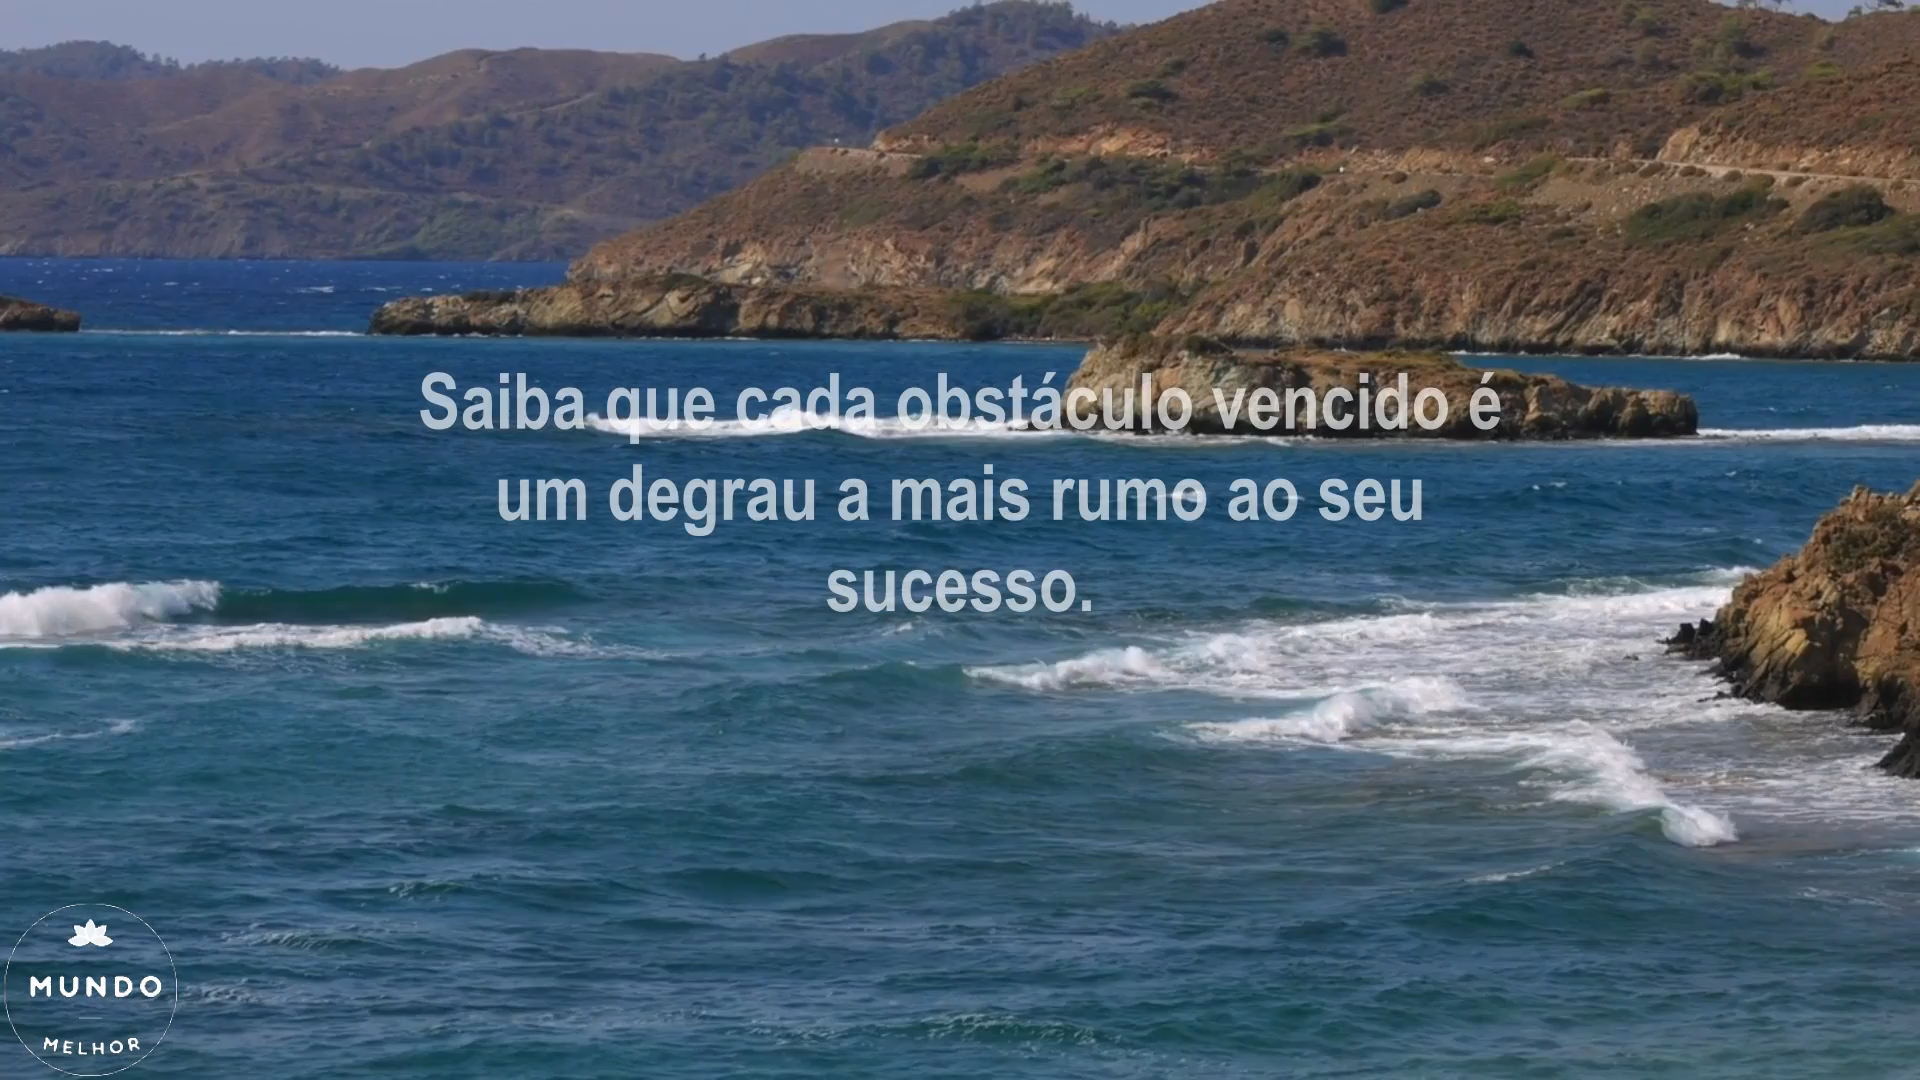 Saiba que cada obstáculo vencido é
um degrau a mais rumo ao seu
sucesso.
MUNDO
MELHOR